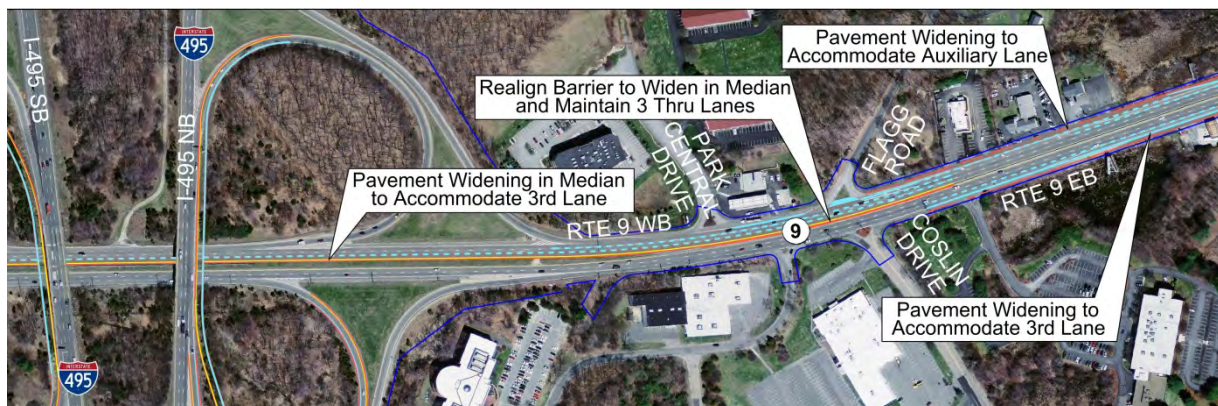 I-495 SB
INTERSTATE
495
I-495 NB
Pavement Widening to
Accommodate Auxiliary Lane
Realign Barrier to Widen in Median
and Maintain 3 Thru Lanes
Pavement Widening in Median
to Accommodate 3rd Lane
PARK
CENTRAL
DRIVE
FLAGG
ROAD
RTE 9 WB
9
RTE 9 EB
COSLIN
DRIVE
Pavement Widening to
Accommodate 3rd Lane
INTERSTATE
495